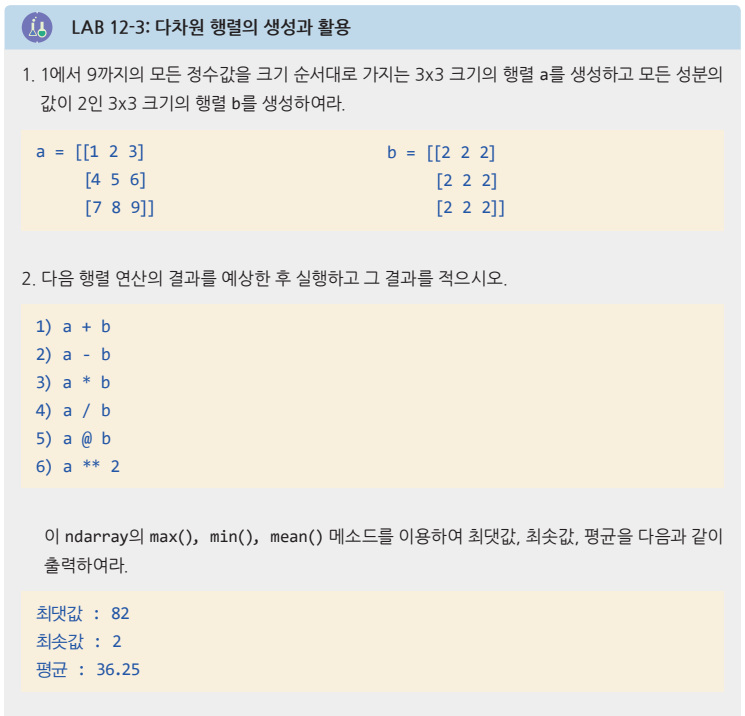 LAB 12-3: 다차원 행렬의 생성과 활용
1. 1에서 9까지의 모든 정수값을 크기 순서대로 가지는 3x3 크기의 행렬 a를 생성하고 모든 성분의
값이 2인 3x3 크기의 행렬 b를 생성하여라.
a = [[1 2 3]
[4 5 6]
[7 8 9]]
b = [[2 2 2]
[2 2 2]
[2 2 2]]
2. 다음 행렬 연산의 결과를 예상한 후 실행하고 그 결과를 적으시오.
1) a + b
2) a - b
3) a * b
4) a / b
5) a @ b
6) a ** 2
이 ndarray의 max(), min(), mean() 메소드를 이용하여 최댓값, 최솟값, 평균을 다음과 같이
출력하여라.
최댓값 : 82
최솟값 : 2
평균 : 36.25